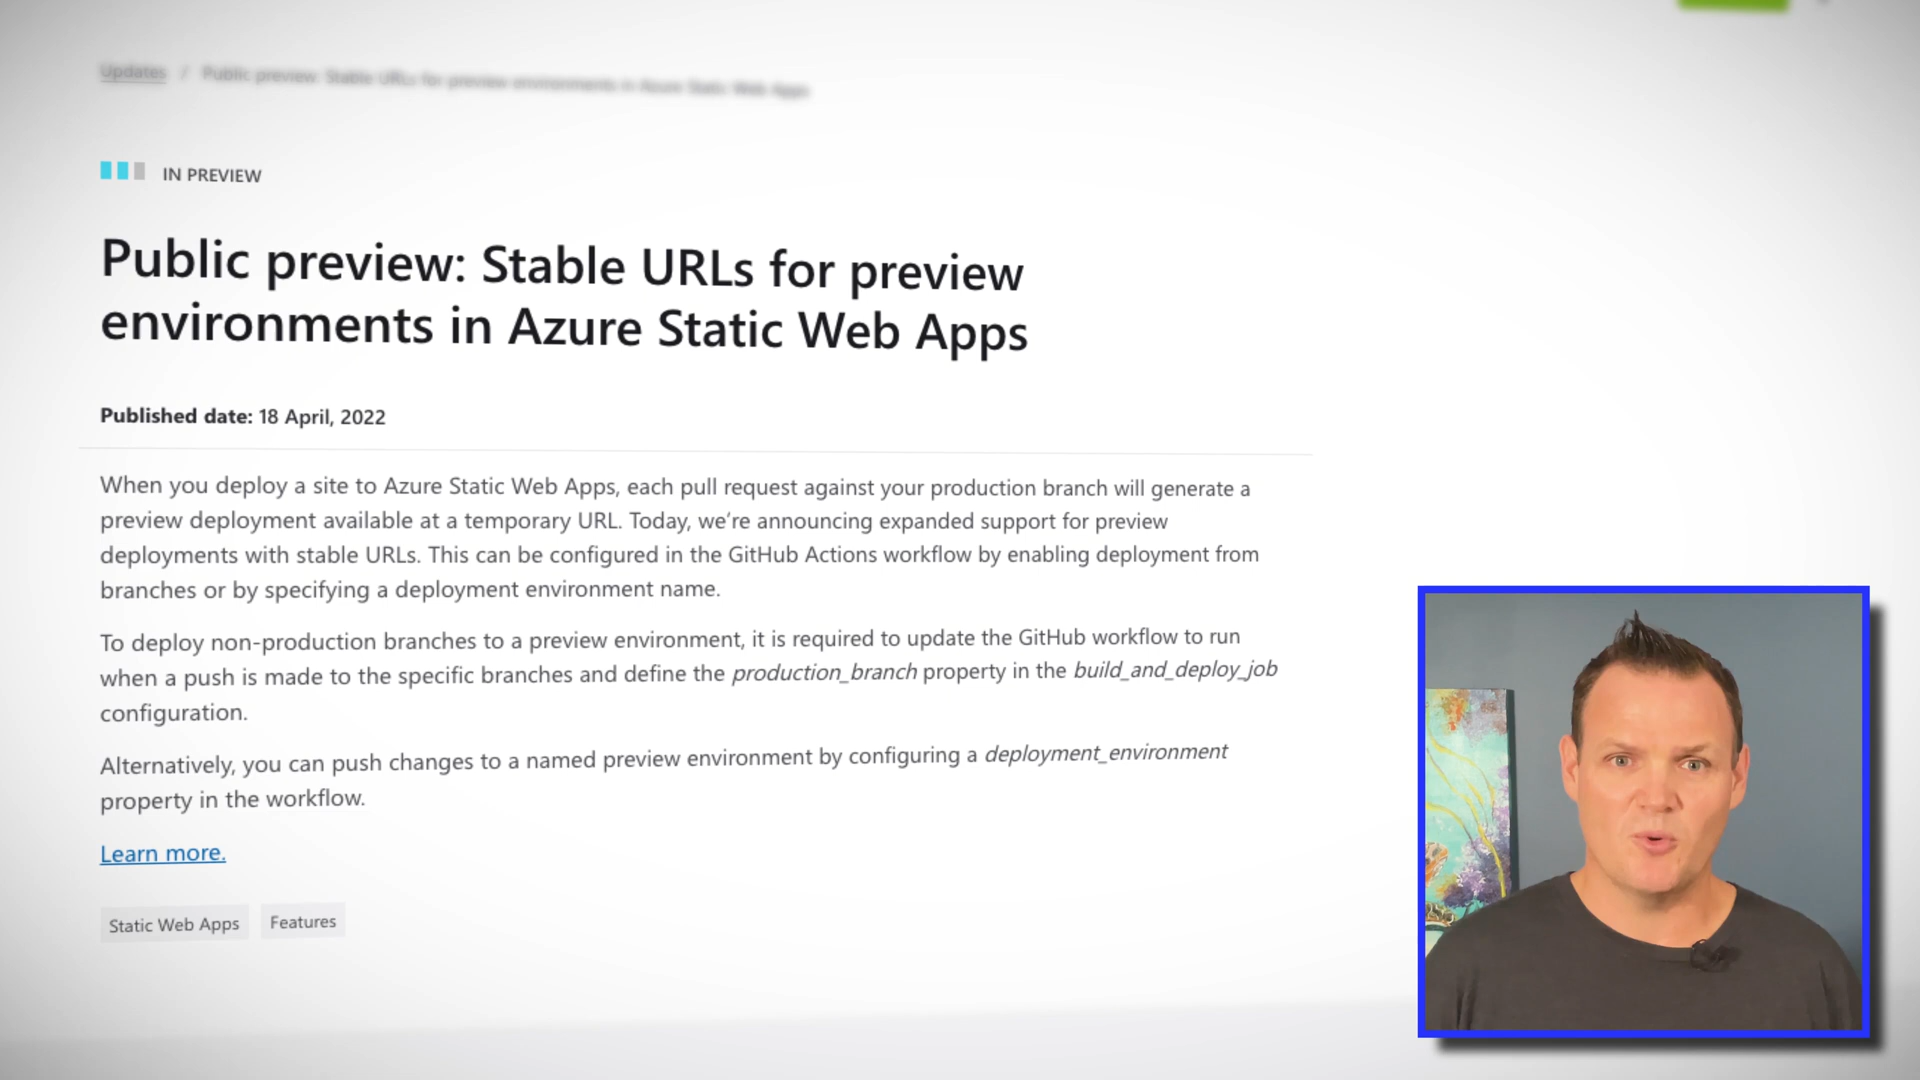 Updates / Public preview: Stable URLs for preview environments in Azure Static Web Apps
IN PREVIEW
Public preview: Stable URLs for preview
environments in Azure Static Web Apps
Published date: 18 April, 2022
When you deploy a site to Azure Static Web Apps, each pull request against your production branch will generate a
preview deployment available at a temporary URL. Today, we’re announcing expanded support for preview
deployments with stable URLs. This can be configured in the GitHub Actions workflow by enabling deployment from
branches or by specifying a deployment environment name.
To deploy non-production branches to a preview environment, it is required to update the GitHub workflow to run
when a push is made to the specific branches and define the production_branch property in the build_and_deploy_job
configuration.
Alternatively, you can push changes to a named preview environment by configuring a deployment_environment
property in the workflow.
Learn more.
Static Web Apps
Features